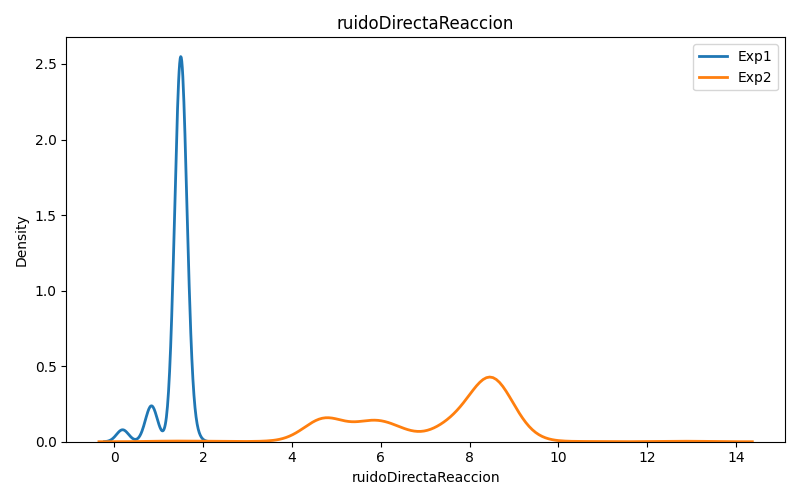 ruidoDirectaReaccion
Exp1
Exp2
Density
2.5
2.0
1.5
1.0
0.5
0.0
0 2 4 6 8 10 12 14
ruidoDirectaReaccion